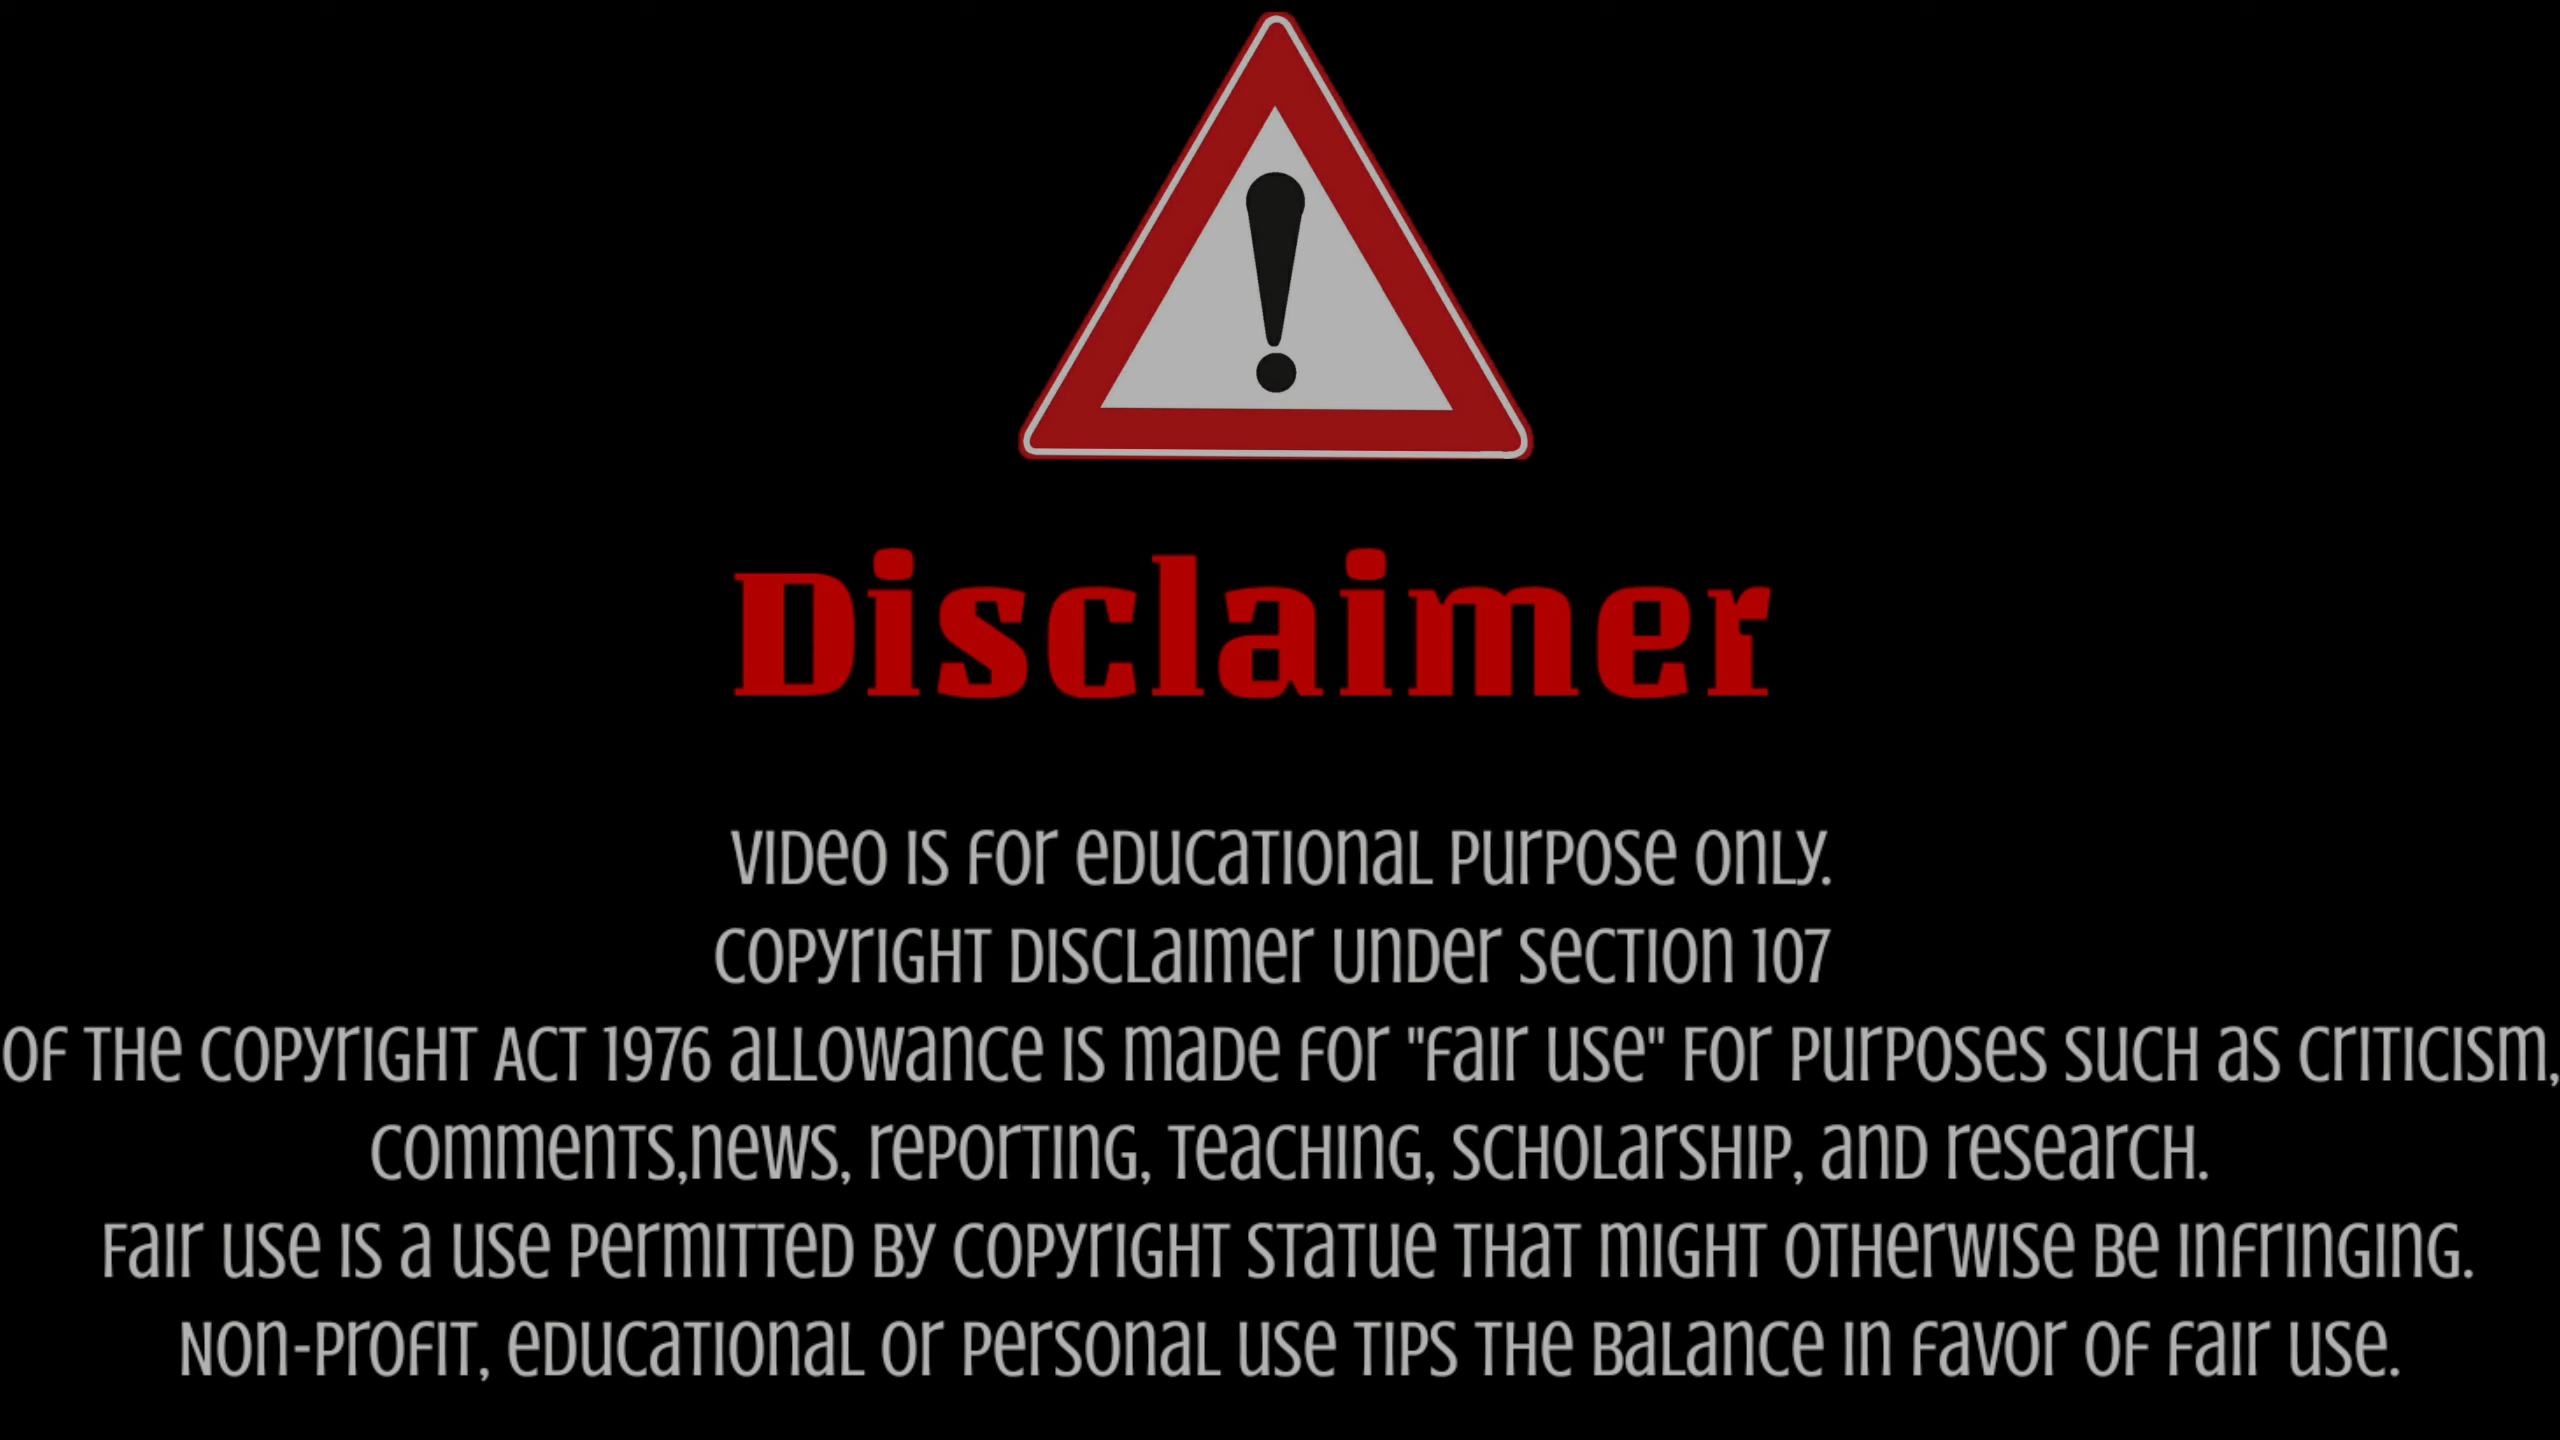 Disclaimer
Video is for educational purpose only.
Copyright Disclaimer Under Section 107
of the Copyright Act 1976 allowance is made for "fair use" for purposes such as criticism,
comments,news, reporting, teaching, scholarship, and research.
Fair use is a use permitted by copyright statue that might otherwise be infringing.
Non-profit, educational or personal use tips the balance in favor of fair use.